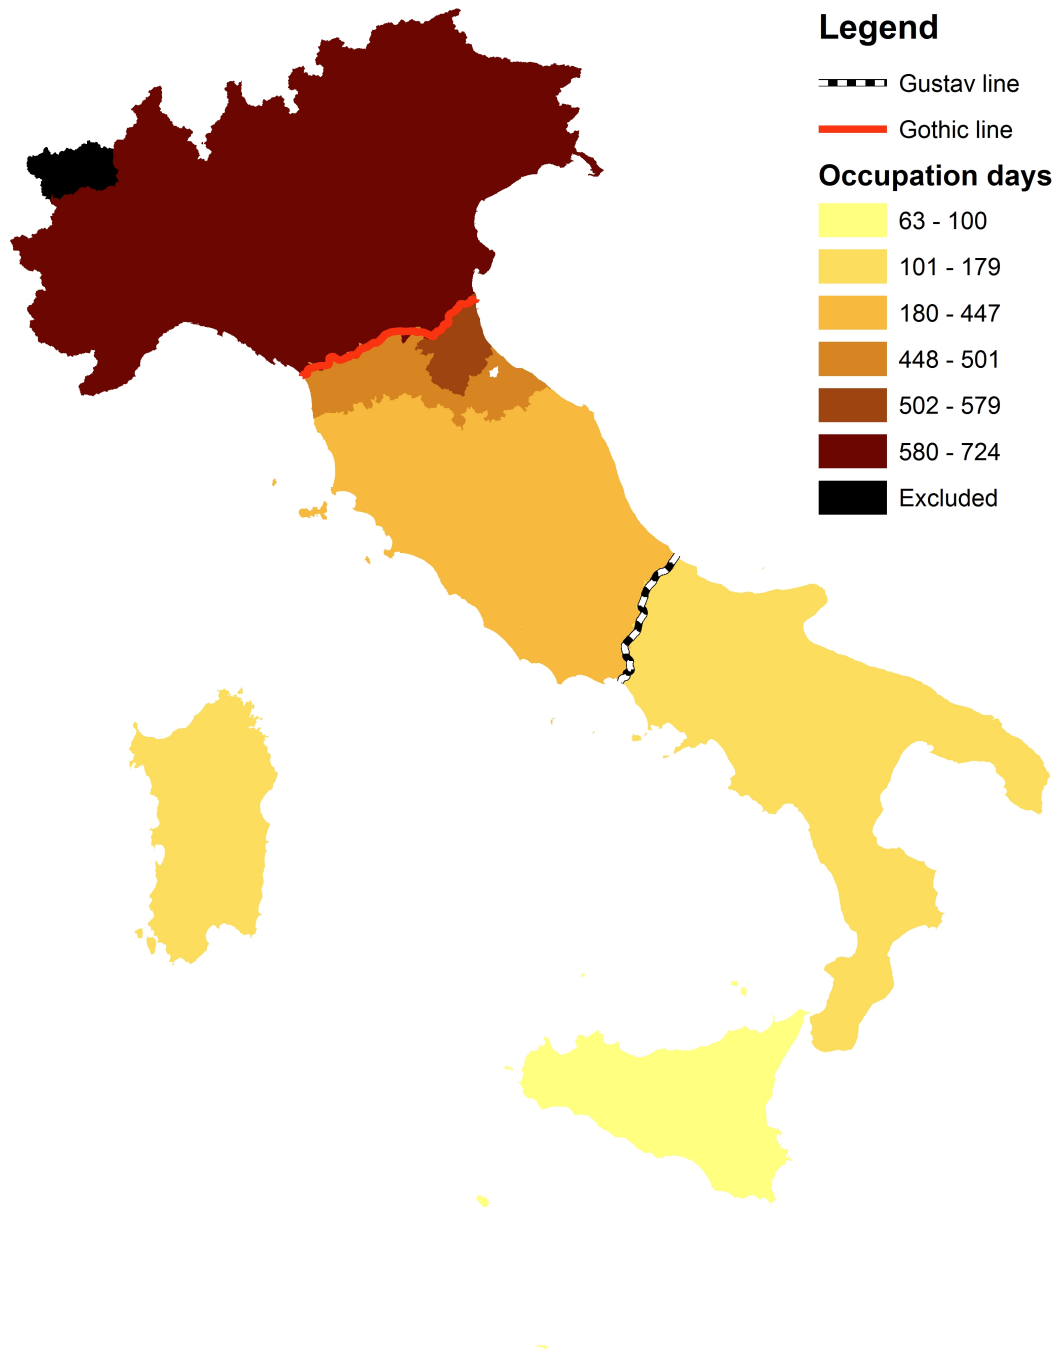 Legend
Gustav line
Gothic line
Occupation days
63 - 100
101 - 179
180 - 447
448 - 501
502 - 579
580 - 724
Excluded